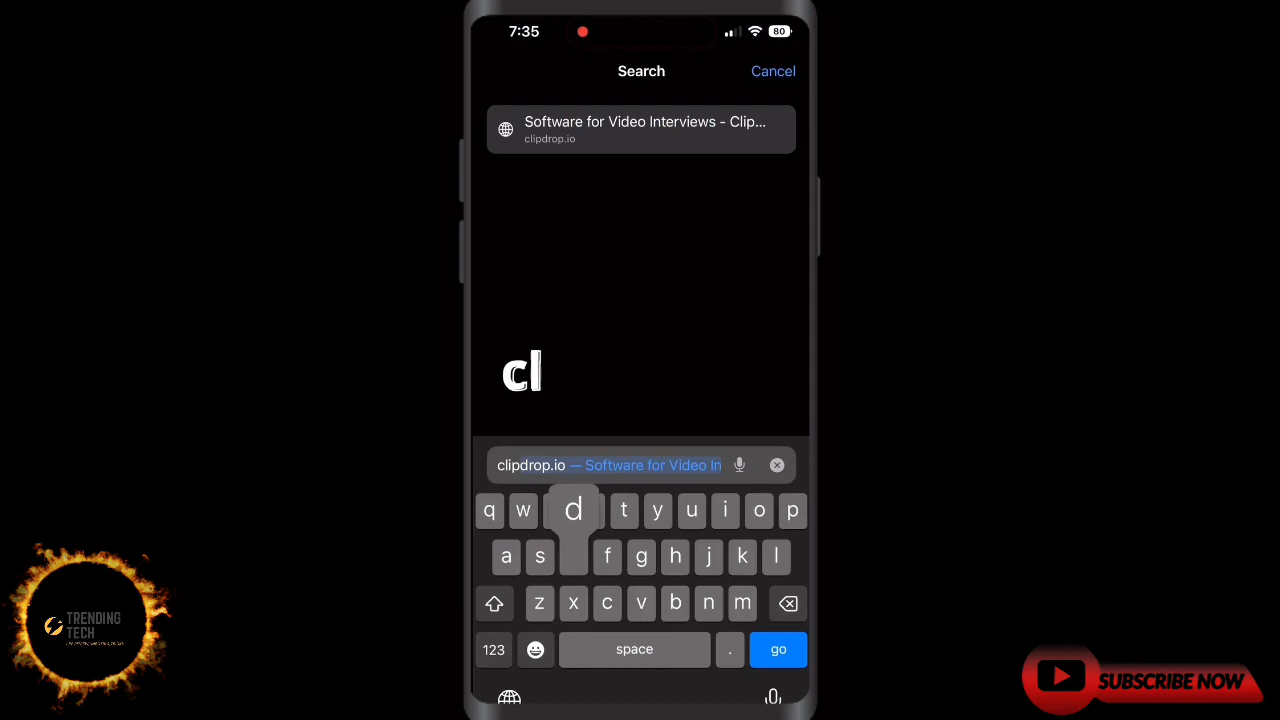 7:35
80
Search
Cancel
Software for Video Interviews - Clip...
clipdrop.io
cl
clipdrop.io — Software for Video In
q w d t y u i o p
a s f g h j k l
z x c v b n m
123 space . go
TRENDING
TECH
SUBSCRIBE NOW